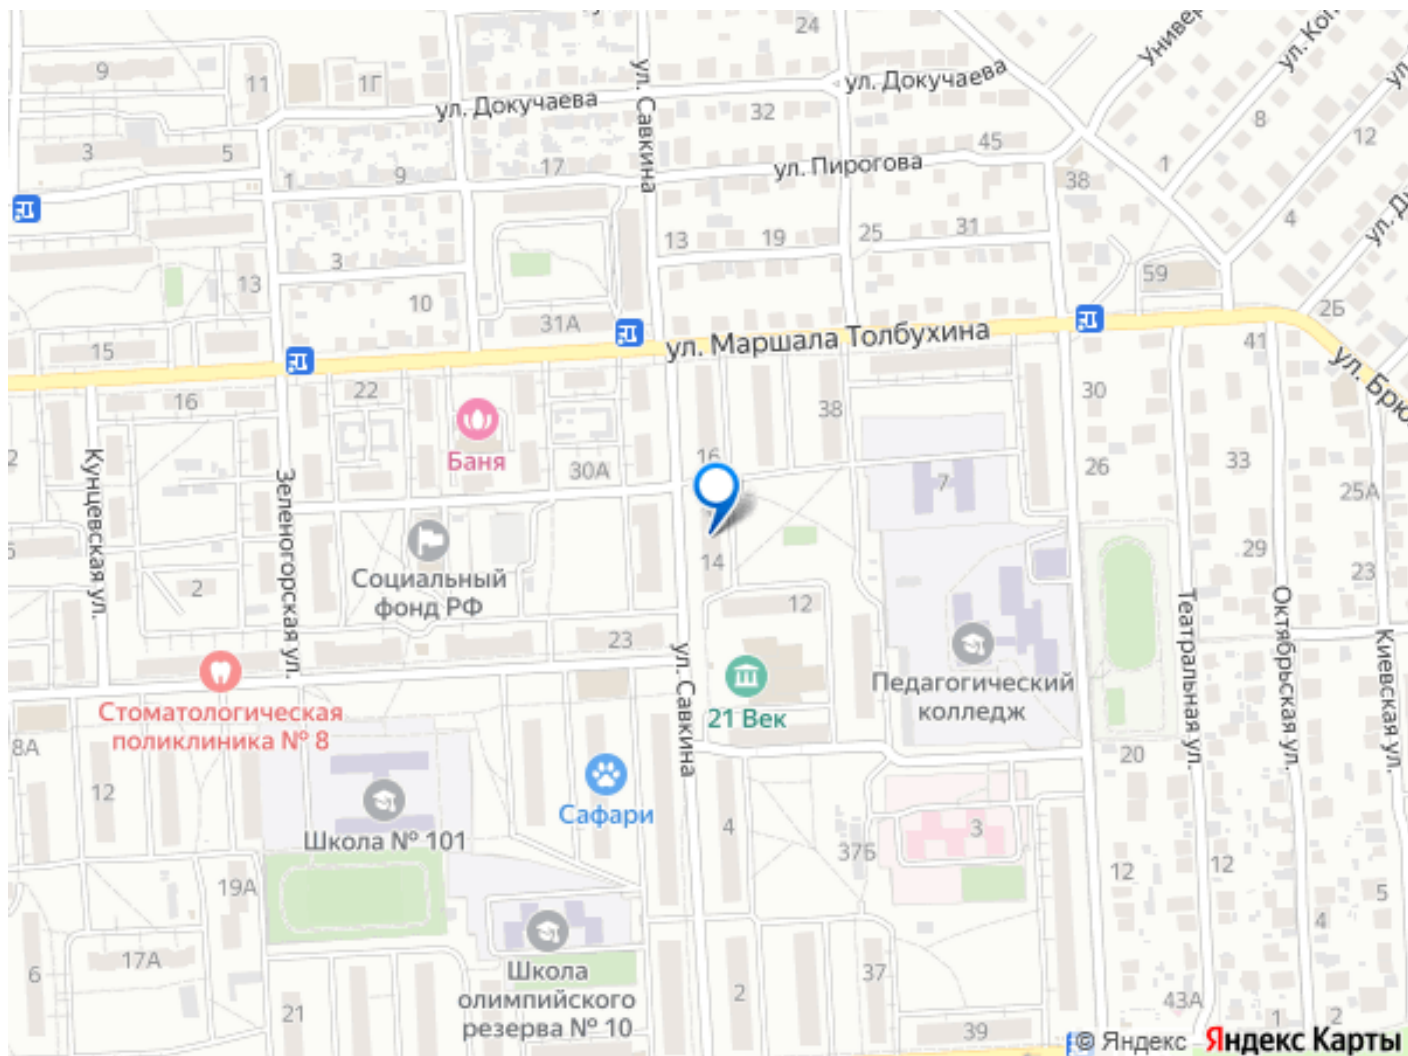 24
ул. Докучаева
9
11
1Г
ул. Докучаева
32
8
12
ул. Савкина
3
5
1
9
17
ул. Пирогова
45
38
1
4
13
19
25
31
3
13
10
59
31А
2Б
ул. Маршала Толбухина
41
15
22
16
38
30
Баня
30А
16
26
33
7
25А
Кунцевская ул.
Зеленогорская ул.
14
29
23
Социальный
фонд РФ
2
12
23
Театральная ул.
Октябрьская ул.
Киевская ул.
ул. Савкина
Педагогический
колледж
Стоматологическая
поликлиника № 8
21 Век
8А
20
12
Сафари
4
3
37Б
Школа № 101
12
12
19А
5
4
17А
6
Школа
олимпийского
резерва № 10
37
2
21
43А
1
2
39
© Яндекс Яндекс Карты